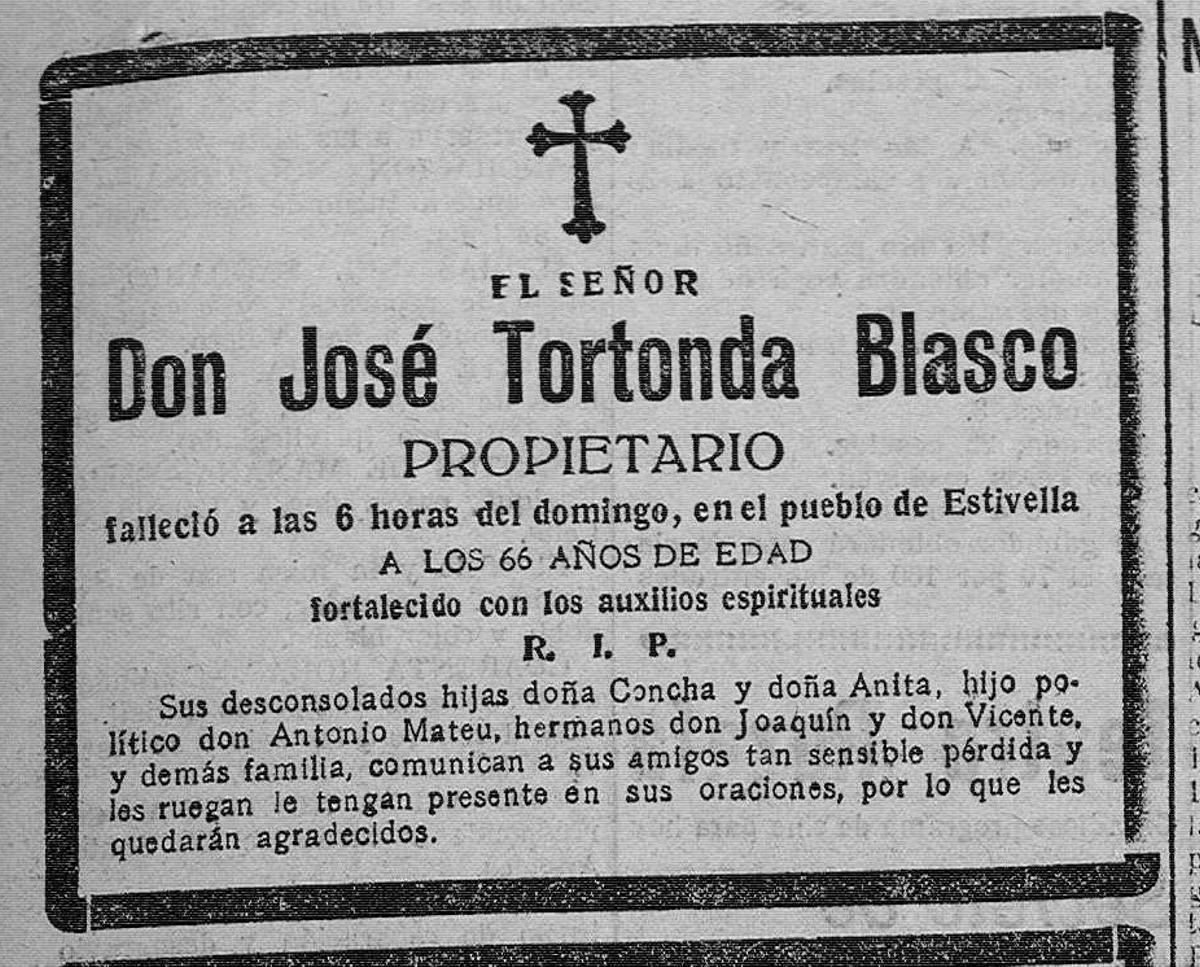 EL SEÑOR
Don José Tortonda Blasco
PROPIETARIO
falleció a las 6 horas del domingo, en el pueblo de Estivella
A LOS 66 AÑOS DE EDAD
fortalecido con los auxilios espirituales
R. I. P.
Sus desconsolados hijas doña Concha y doña Anita, hijo po-
lítico don Antonio Mateu, hermanos don Joaquín y don Vicente,
y demás familia, comunican a sus amigos tan sensible pérdida y
les ruegan le tengan presente en sus oraciones, por lo que les
quedarán agradecidos.